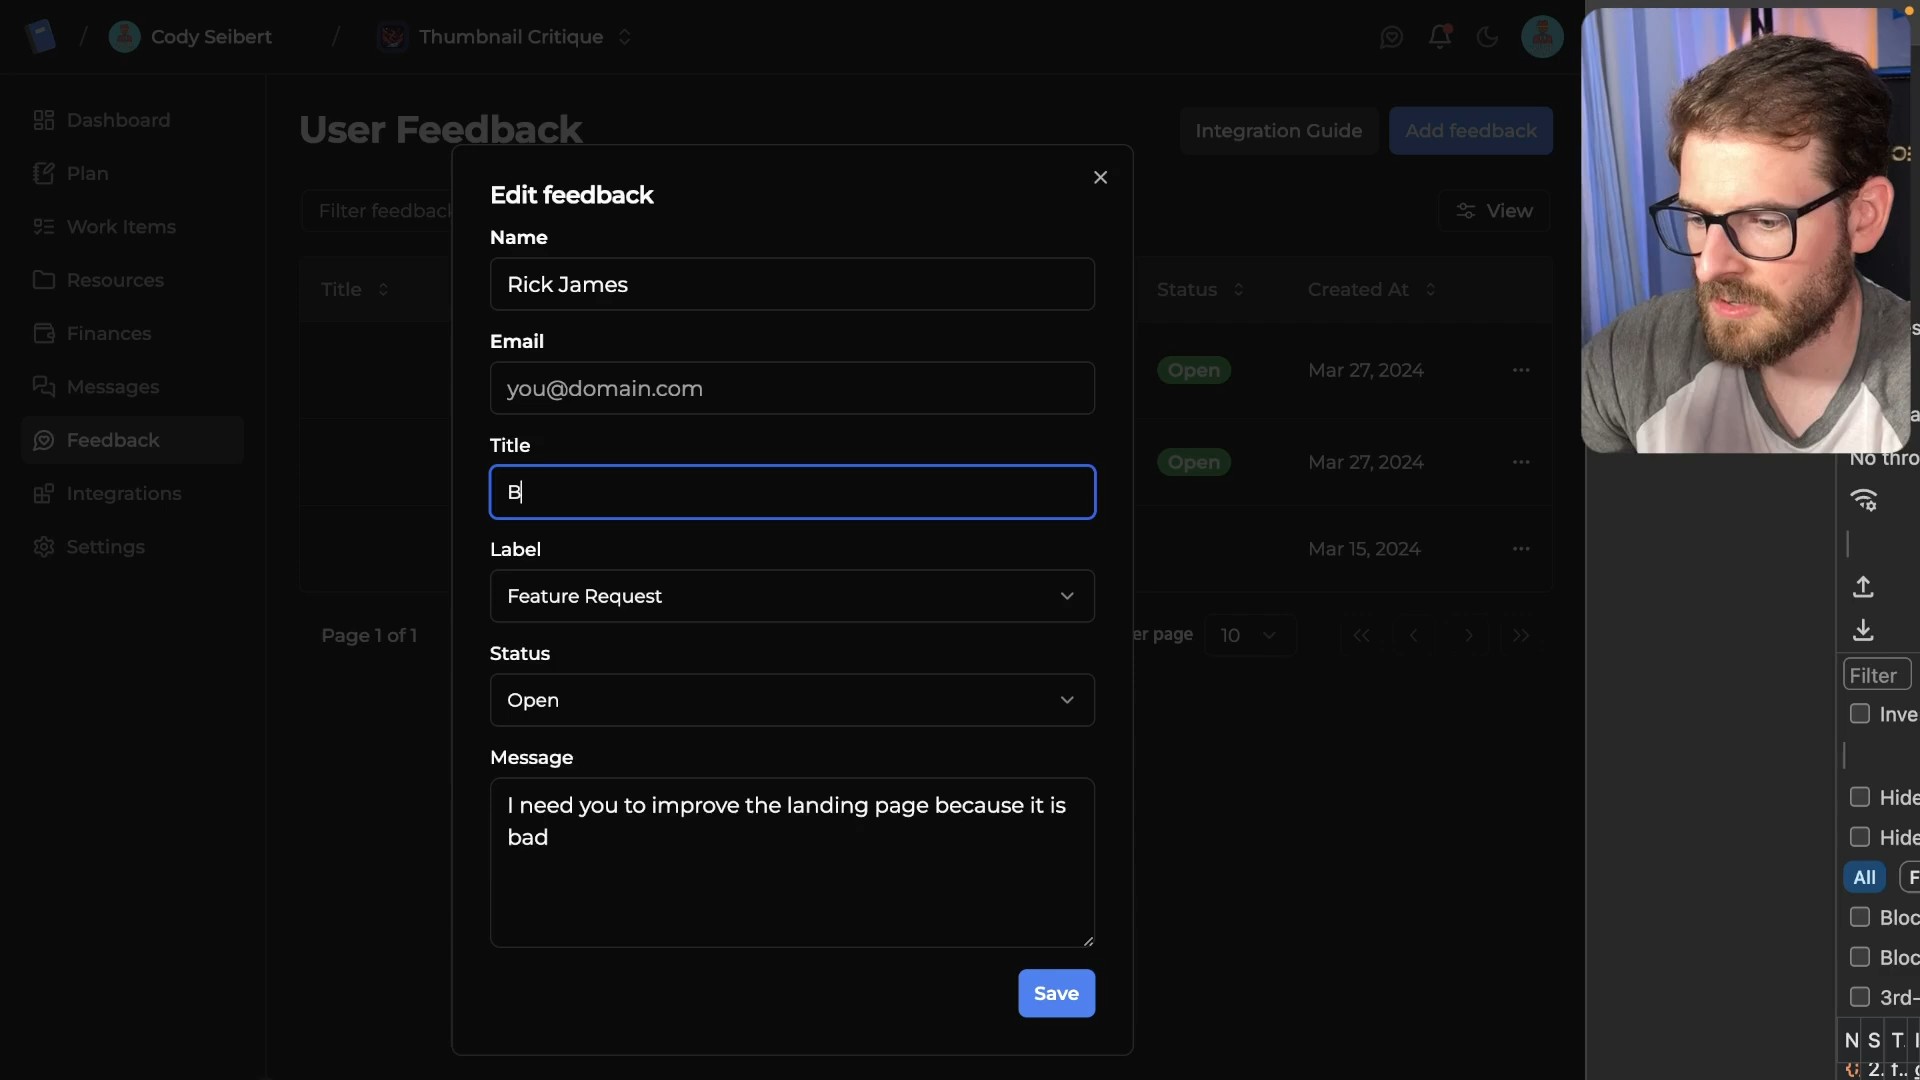 / Cody Seibert / Thumbnail Critique
Dashboard
Plan
Work Items
Resources
Finances
Messages
Feedback
Integrations
Settings
User Feedback
Integration Guide
Add feedback
Filter feedback
View
Title
Status
Created At
Open
Mar 27, 2024
Open
Mar 27, 2024
Mar 15, 2024
Page 1 of 1
er page
10
Edit feedback
Name
Rick James
Email
you@domain.com
Title
B
Label
Feature Request
Status
Open
Message
I need you to improve the landing page because it is
bad
Save
No thro
Filter
Inve
Hide
Hide
All F
Bloc
Bloc
3rd-
N S T. I
2. f..